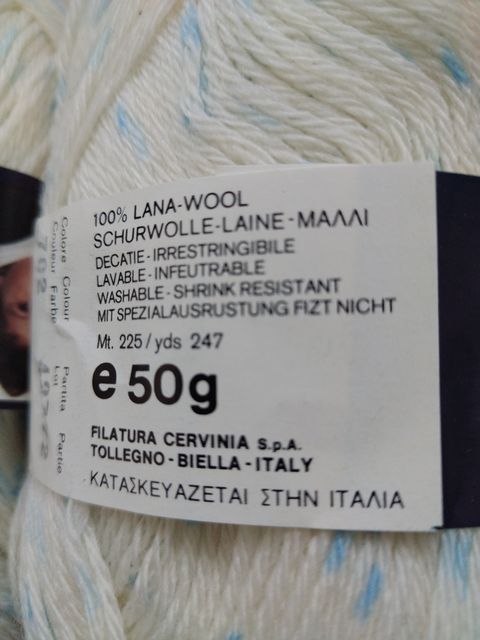 100% LANA-WOOL
SCHURWOLLE-LAINE-ΜΑΛΛΙ
DECATIE-IRRESTRINGIBILE
LAVABLE-INFEUTRABLE
WASHABLE-SHRINK RESISTANT
MIT SPEZIALAUSRUSTUNG FIZT NICHT
Mt. 225/yds 247
e 50g
FILATURA CERVINIA S.p.A.
TOLLEGNO-BIELLA-ITALY
ΚΑΤΑΣΚΕΥΑΖΕΤΑΙ ΣΤΗΝ ΙΤΑΛΙΑ
Colore Colour
Couleur Farbe
702
Partita Partie
Lot